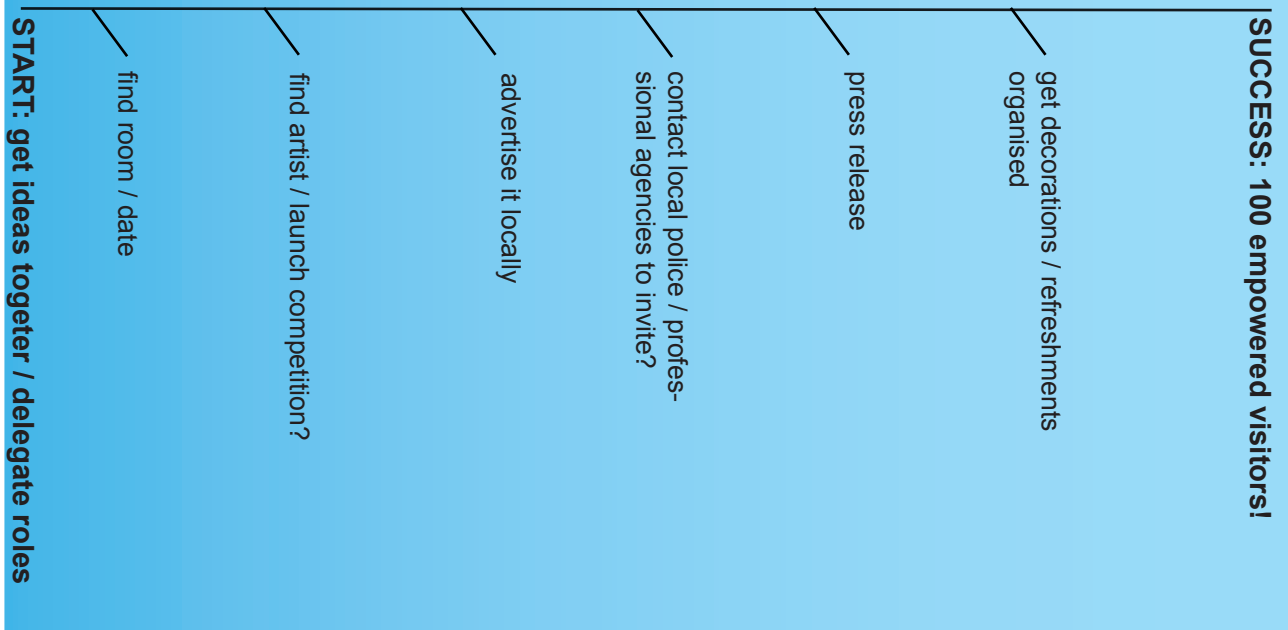 SUCCESS: 100 empowered visitors!
get decorations / refreshments
organised
press release
contact local police / profes-
sional agencies to invite?
advertise it locally
find artist / launch competition?
find room / date
START: get ideas togeter / delegate roles